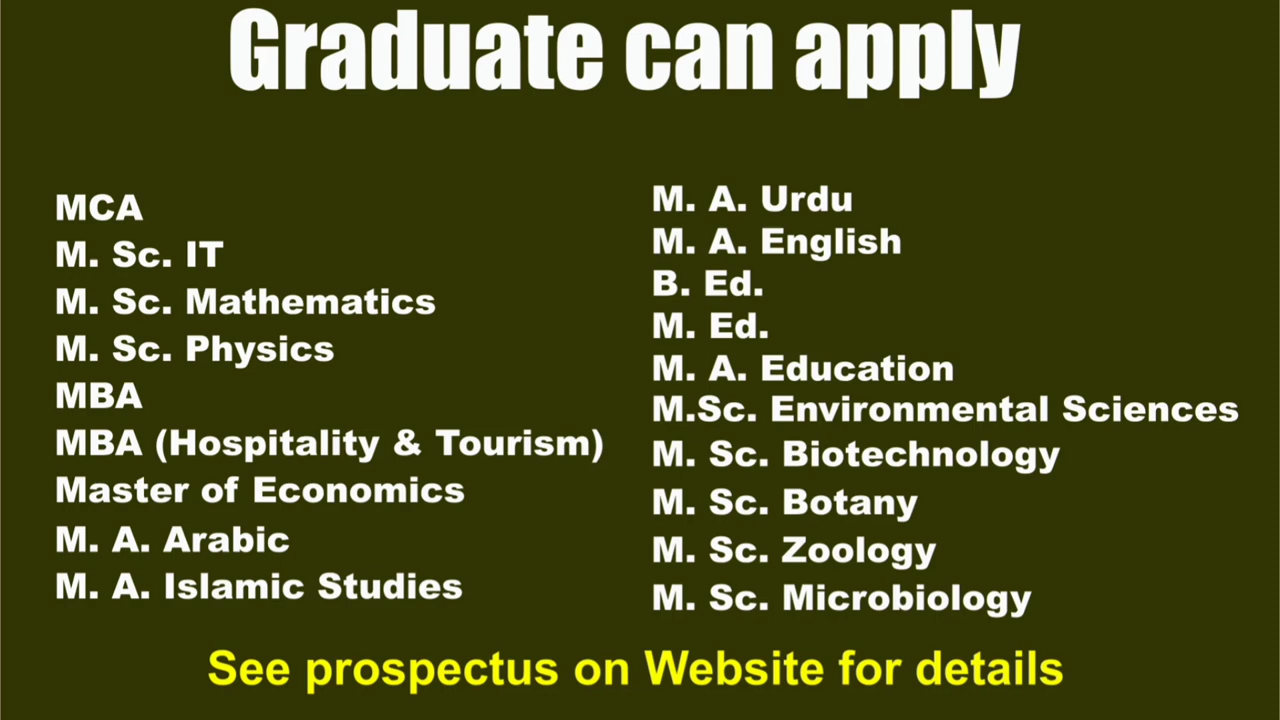 Graduate can apply
MCA
M. Sc. IT
M. Sc. Mathematics
M. Sc. Physics
MBA
MBA (Hospitality & Tourism)
Master of Economics
M. A. Arabic
M. A. Islamic Studies
M. A. Urdu
M. A. English
B. Ed.
M. Ed.
M. A. Education
M.Sc. Environmental Sciences
M. Sc. Biotechnology
M. Sc. Botany
M. Sc. Zoology
M. Sc. Microbiology
See prospectus on Website for details